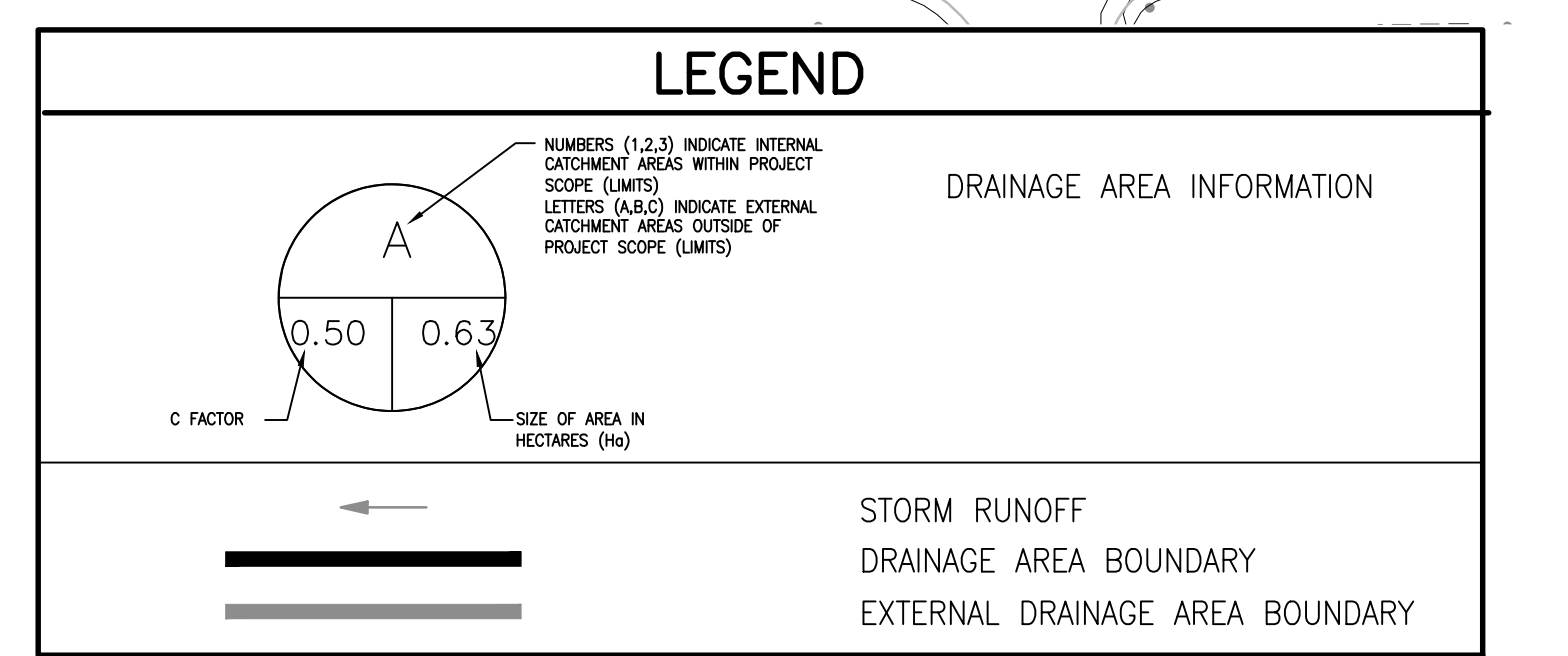 LEGEND
NUMBERS (1,2,3) INDICATE INTERNAL
CATCHMENT AREAS WITHIN PROJECT
SCOPE (LIMITS)
LETTERS (A,B,C) INDICATE EXTERNAL
CATCHMENT AREAS OUTSIDE OF
PROJECT SCOPE (LIMITS)
DRAINAGE AREA INFORMATION
A
0.50 0.63
C FACTOR
SIZE OF AREA IN
HECTARES (Ha)
STORM RUNOFF
DRAINAGE AREA BOUNDARY
EXTERNAL DRAINAGE AREA BOUNDARY